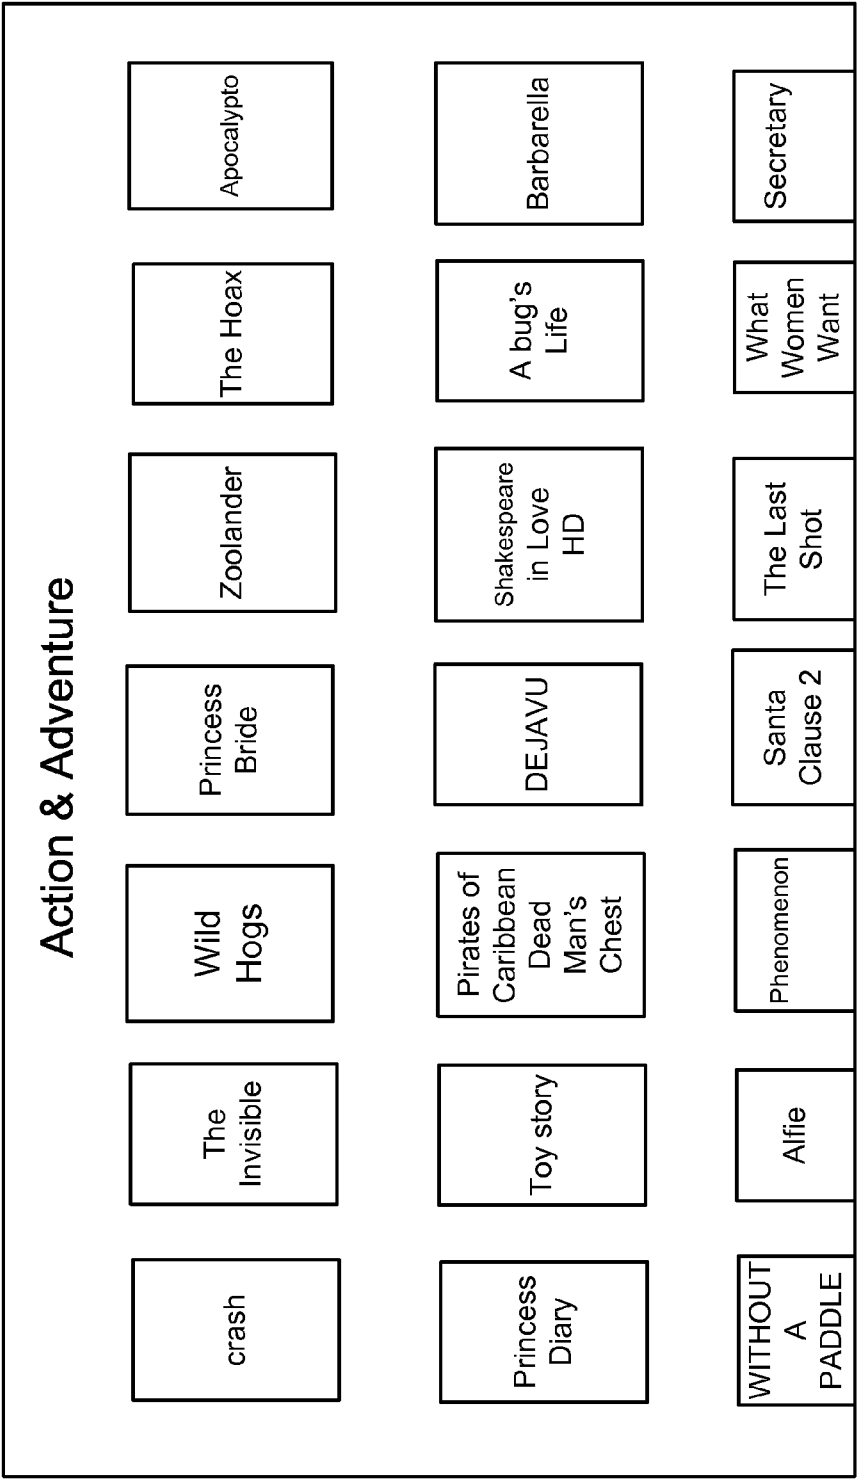 Action & Adventure
crash
The
Invisible
Wild
Hogs
Princess
Bride
Zoolander
The Hoax
Apocalypto
Princess
Diary
Toy story
Pirates of
Caribbean
Dead
Man's
Chest
DEJAVU
Shakespeare
in Love
HD
A bug's
Life
Barbarella
WITHOUT
A
PADDLE
Alfie
Phenomenon
Santa
Clause 2
The Last
Shot
What
Women
Want
Secretary